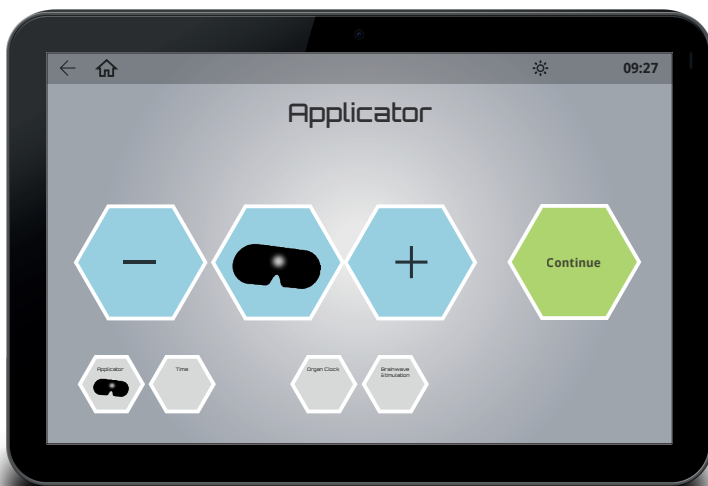 09:27
Applicator
Continue
Applicator
Time
Organ Clock
Brainwave
Stimulation